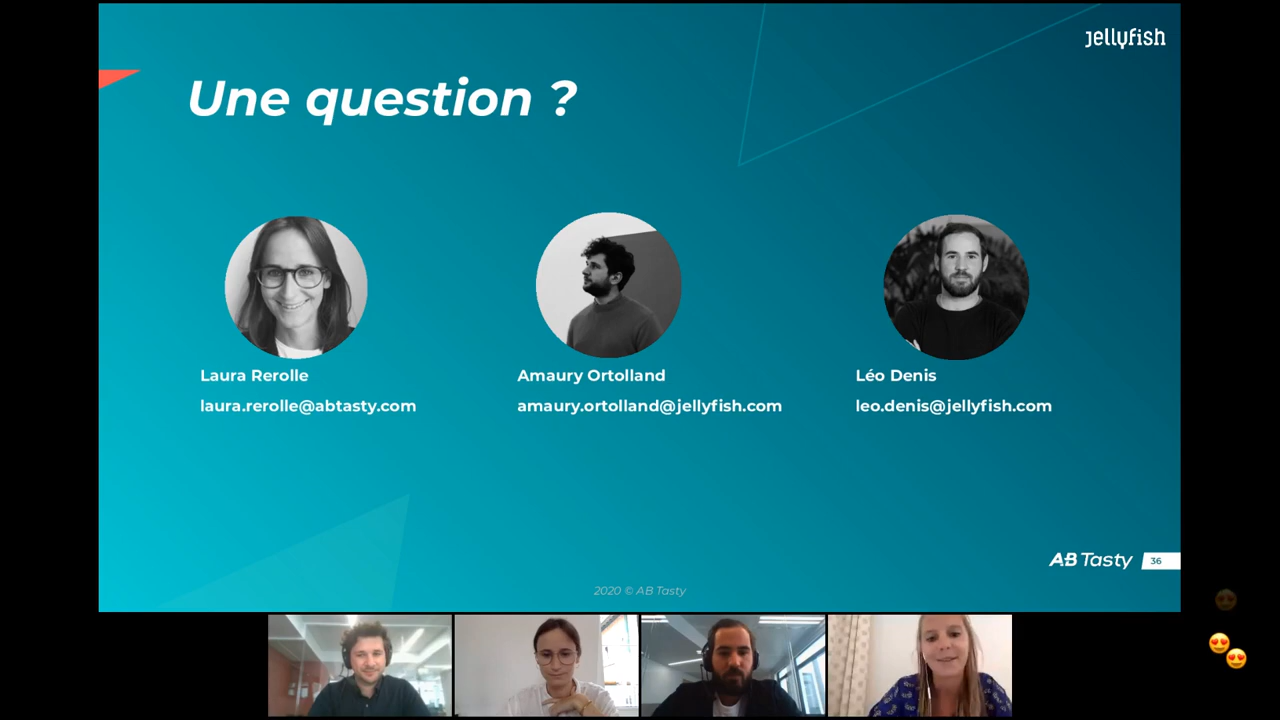 jellyfish
Une question ?
Laura Rerolle
laura.rerolle@abtasty.com
Amaury Ortolland
amaury.ortolland@jellyfish.com
Léo Denis
leo.denis@jellyfish.com
AB Tasty
36
2020 © AB Tasty